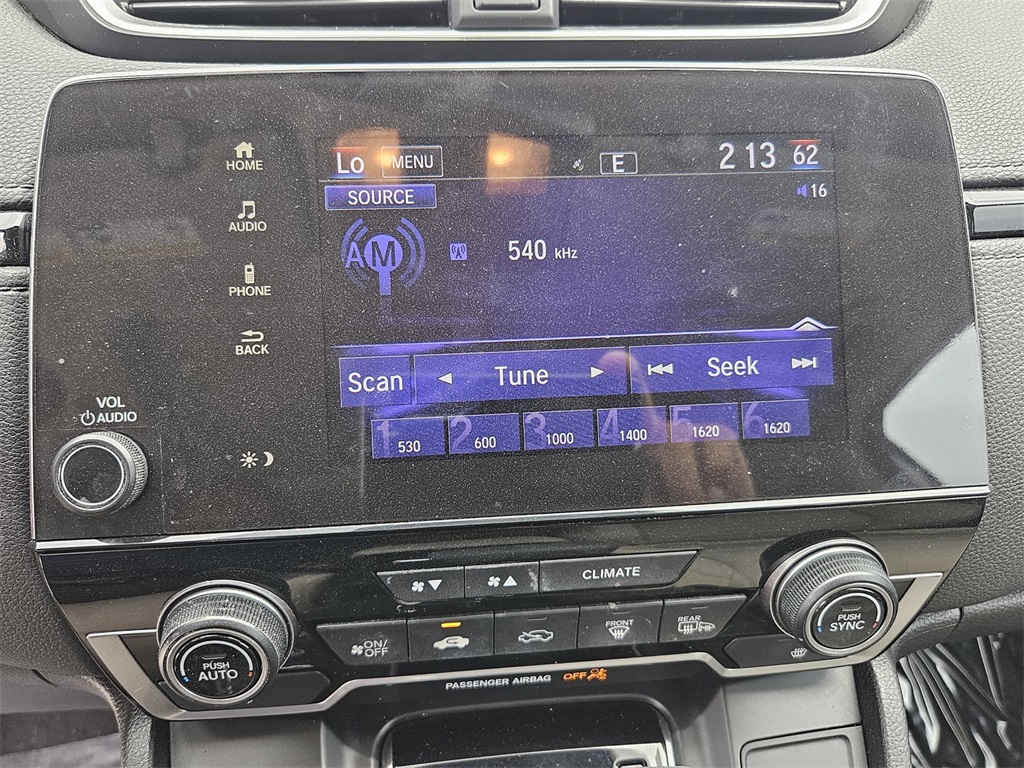 HOME
AUDIO
PHONE
BACK
VOL
AUDIO
Lo MENU E 2 13 62
SOURCE 16
AM 540 kHz
Scan Tune Seek
1 530 2 600 3 1000 4 1400 5 1620 6 1620
CLIMATE
ON/
OFF
FRONT
REAR
PUSH
AUTO
PUSH
SYNC
PASSENGER AIRBAG OFF